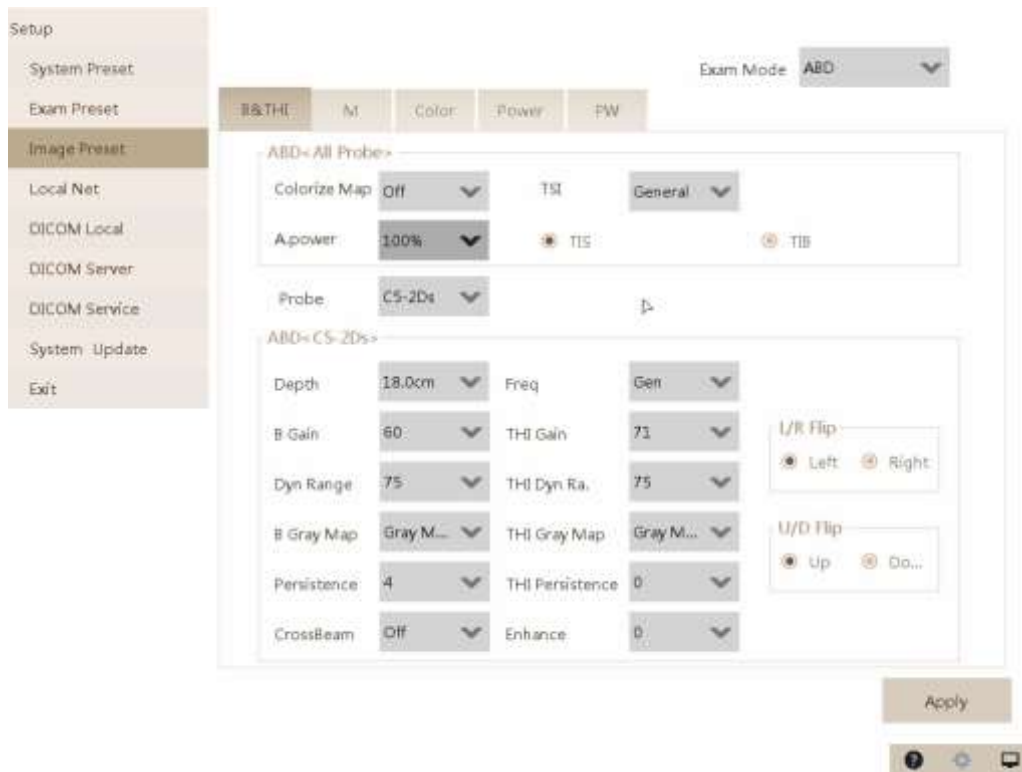 Setup
System Preset
Exam Mode ABD
Exam Preset
B&THI M Color Power PW
Image Preset
ABD<All Probe>
Local Net
Colorize Map Off TSI General
DICOM Local
A.power 100% TIS TIB
DICOM Server
Probe C5-2Ds
DICOM Service
ABD<C5-2Ds>
System Update
Exit
Depth 18.0cm Freq Gen
B Gain 60 THI Gain 71
L/R Flip
Left Right
Dyn Range 75 THI Dyn Ra. 75
B Gray Map Gray M... THI Gray Map Gray M...
U/D Flip
Up Do...
Persistence 4 THI Persistence 0
CrossBeam Off Enhance 0
Apply